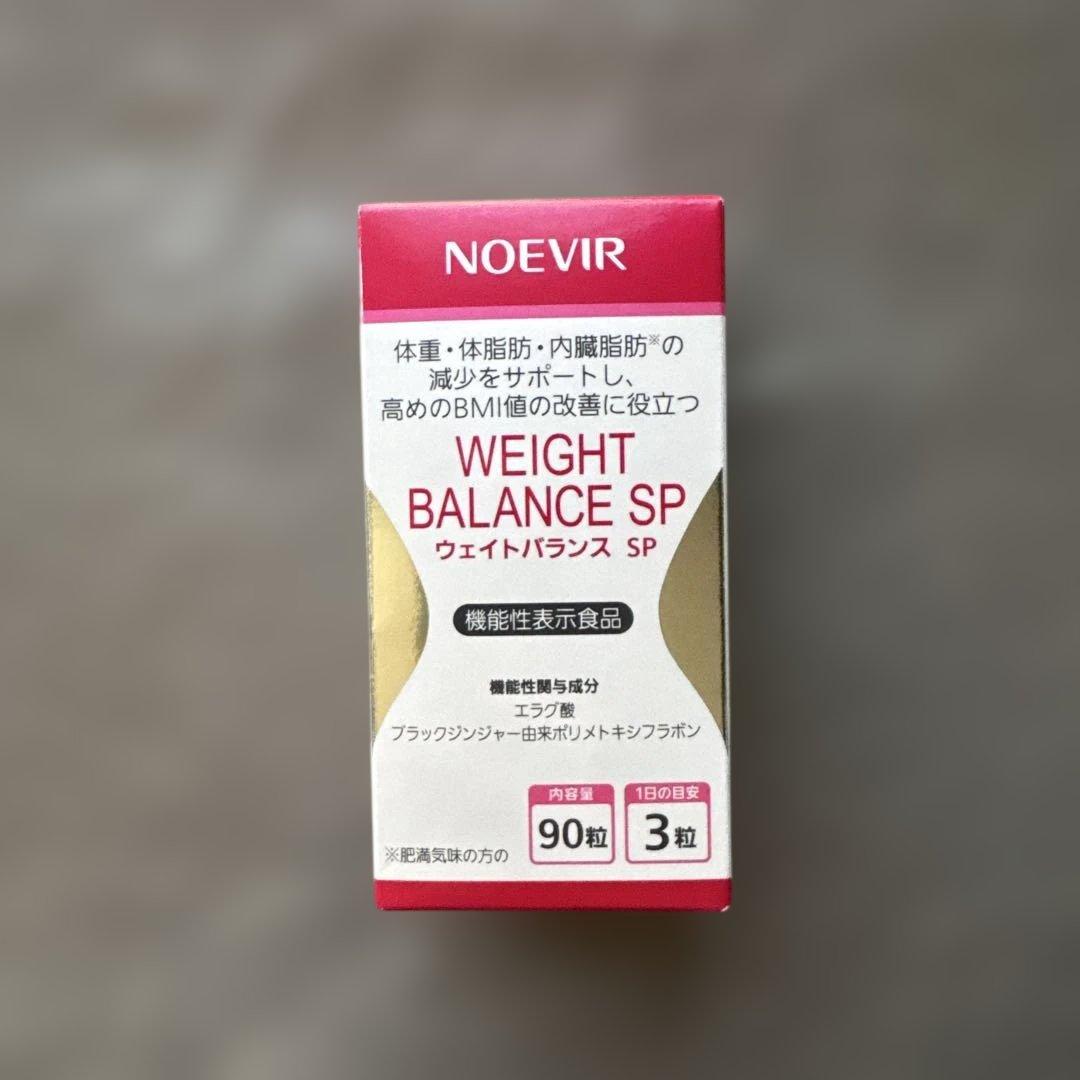 NOEVIR
体重・体脂肪・内臓脂肪※の
減少をサポートし、
高めのBMI値の改善に役立つ
WEIGHT
BALANCE SP
ウェイトバランス SP
機能性表示食品
機能性関与成分
エラグ酸
ブラックジンジャー由来ポリメトキシフラボン
内容量
90粒
1日の目安
3粒
※肥満気味の方の